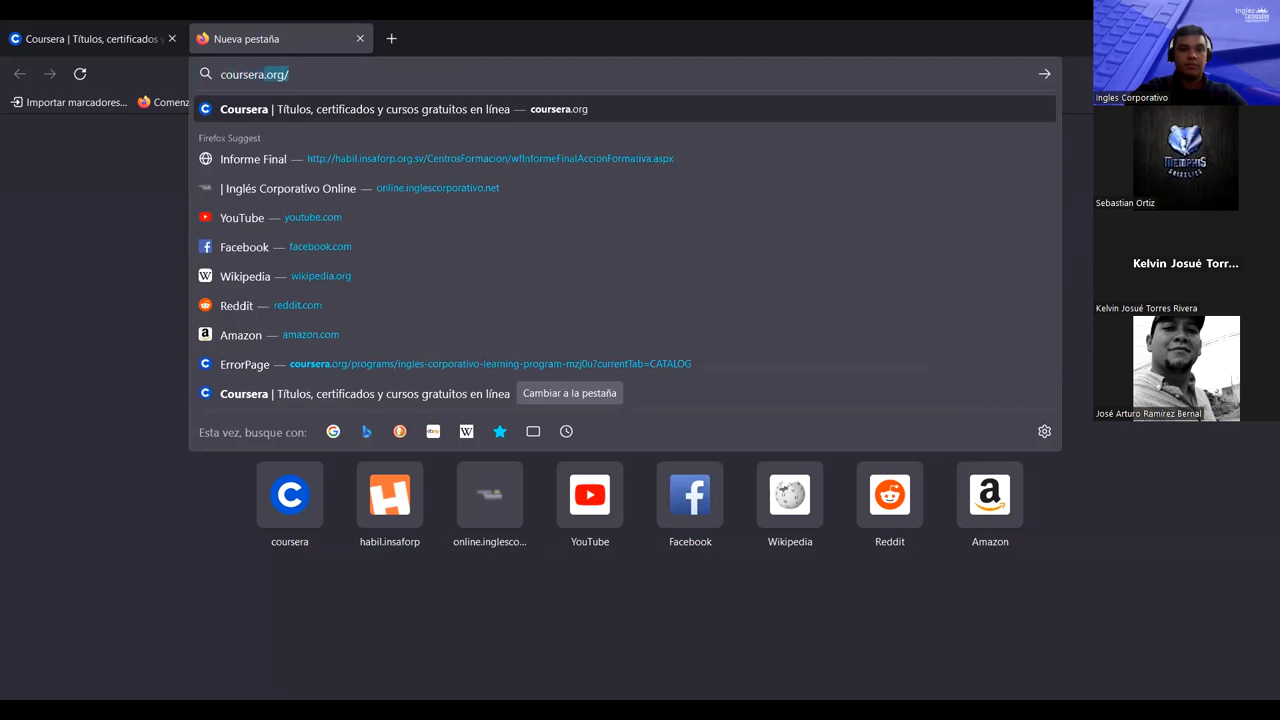 Coursera | Títulos, certificados y
Nueva pestaña
Importar marcadores...
Comenz
coursera.org/
Coursera | Títulos, certificados y cursos gratuitos en línea — coursera.org
Firefox Suggest
Informe Final — http://habil.insaforp.org.sv/CentrosFormacion/wfInformeFinalAccionFormativa.aspx
| Inglés Corporativo Online — online.inglescorporativo.net
YouTube — youtube.com
Facebook — facebook.com
Wikipedia — wikipedia.org
Reddit — reddit.com
Amazon — amazon.com
ErrorPage — coursera.org/programs/ingles-corporativo-learning-program-mzj0u?currentTab=CATALOG
Coursera | Títulos, certificados y cursos gratuitos en línea Cambiar a la pestaña
Esta vez, busque con:
coursera
habil.insaforp
online.inglesco...
YouTube
Facebook
Wikipedia
Reddit
Amazon
Inglés
Corporativo
Ingles Corporativo
MEMPHIS
GRIZZLIES
Sebastian Ortiz
Kelvin Josué Torr...
Kelvin Josué Torres Rivera
José Arturo Ramírez Bernal